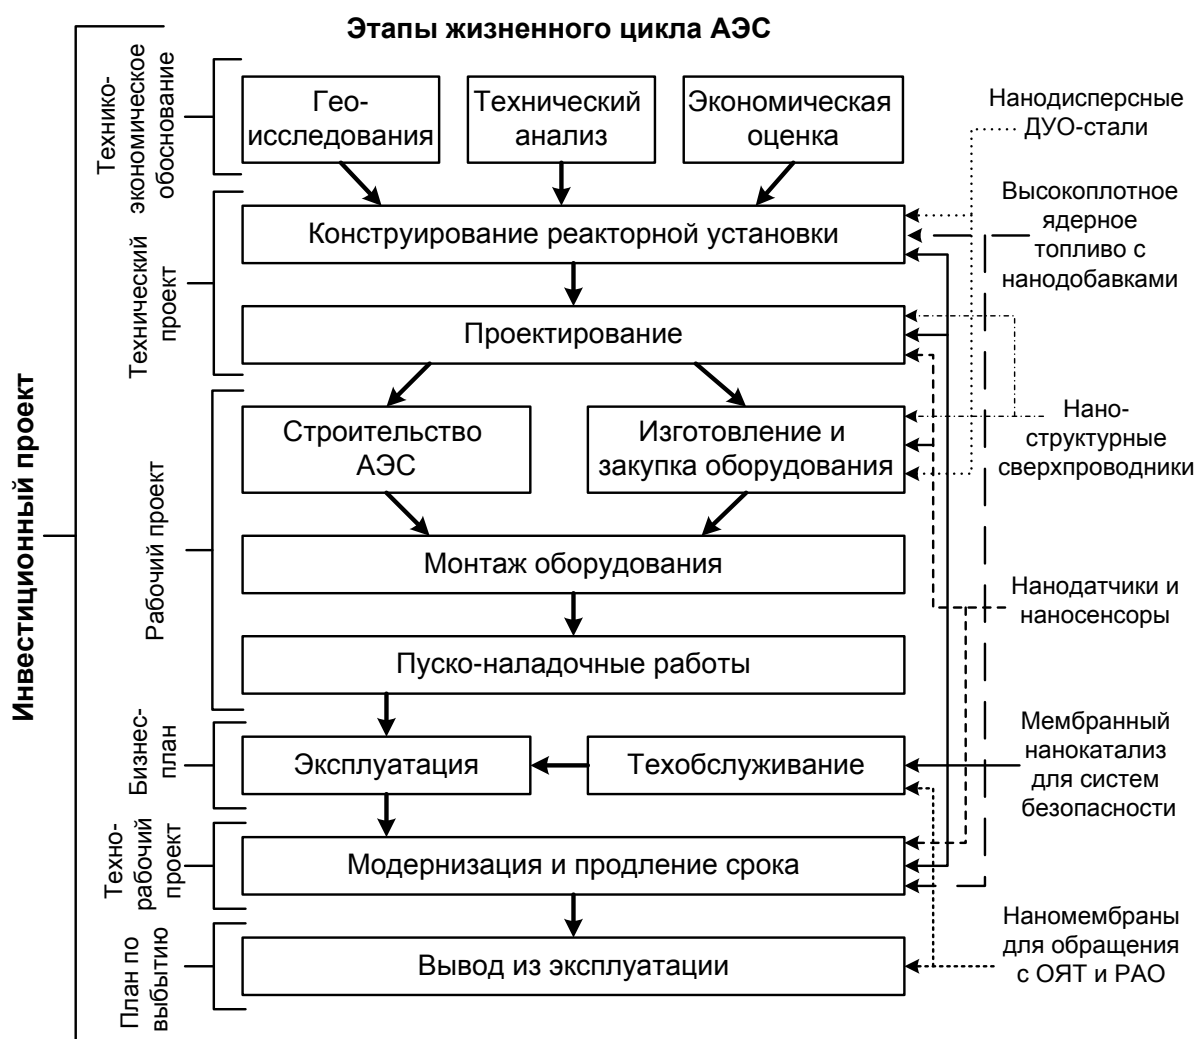 Этапы жизненного цикла АЭС
Инвестиционный проект
Технико-
экономическое
обоснование
Гео-
исследования
Технический
анализ
Экономическая
оценка
Технический
проект
Конструирование реакторной установки
Проектирование
Рабочий проект
Строительство
АЭС
Изготовление и
закупка оборудования
Монтаж оборудования
Пуско-наладочные работы
Бизнес-
план
Эксплуатация
Техобслуживание
Техно-
рабочий
проект
Модернизация и продление срока
План по
выбытию
Вывод из эксплуатации
Нанодисперсные
ДУО-стали
Высокоплотное
ядерное
топливо с
нанодобавками
Нано-
структурные
сверхпроводники
Нанодатчики и
наносенсоры
Мембранный
нанокатализ
для систем
безопасности
Наномембраны
для обращения
с ОЯТ и РАО